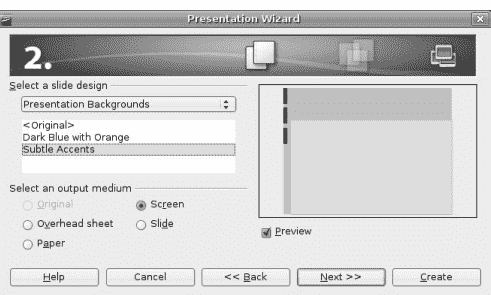 Presentation Wizard
2.
Select a slide design
Presentation Backgrounds
<Original>
Dark Blue with Orange
Subtle Accents
Select an output medium
Original
Screen
Overhead sheet
Slide
Paper
Preview
Help
Cancel
<< Back
Next >>
Create